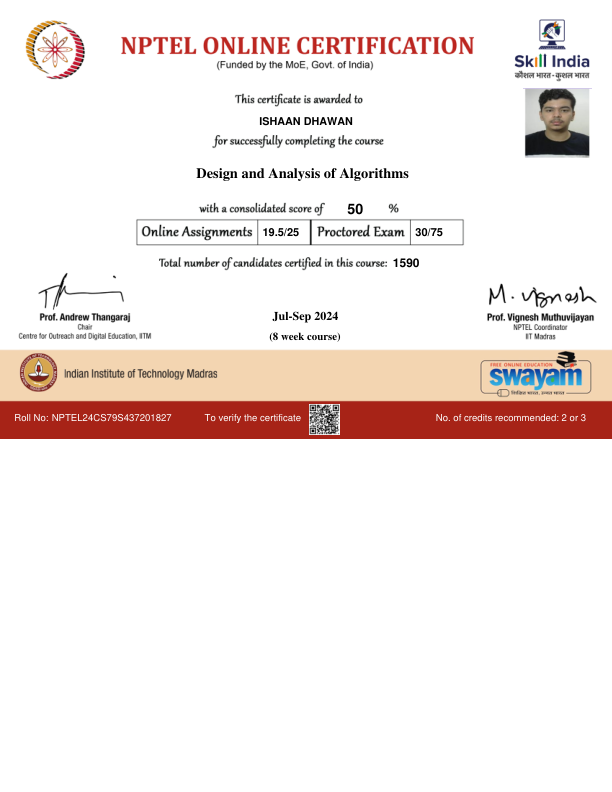 NPTEL ONLINE CERTIFICATION
(Funded by the MoE, Govt. of India)
Skill India
कौशल भारत - कुशल भारत
This certificate is awarded to
ISHAAN DHAWAN
for successfully completing the course
Design and Analysis of Algorithms
with a consolidated score of 50 %
Online Assignments 19.5/25 Proctored Exam 30/75
Total number of candidates certified in this course: 1590
M. Vignesh
Prof. Andrew Thangaraj
Chair
Centre for Outreach and Digital Education, IITM
Jul-Sep 2024
(8 week course)
Prof. Vignesh Muthuvijayan
NPTEL Coordinator
IIT Madras
Indian Institute of Technology Madras
FREE ONLINE EDUCATION
swayam
शिक्षित भारत, उन्नत भारत
Roll No: NPTEL24CS79S437201827 To verify the certificate No. of credits recommended: 2 or 3